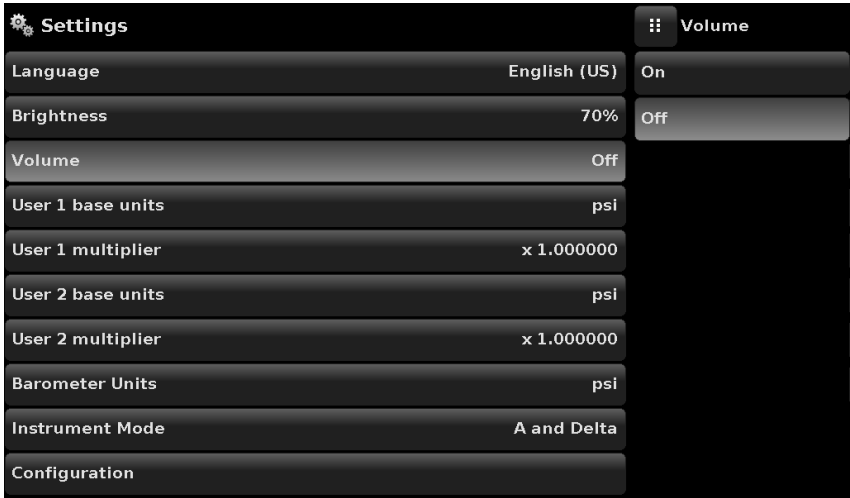 Settings
Language English (US)
Brightness 70%
Volume Off
User 1 base units psi
User 1 multiplier x 1.000000
User 2 base units psi
User 2 multiplier x 1.000000
Barometer Units psi
Instrument Mode A and Delta
Configuration
Volume
On
Off